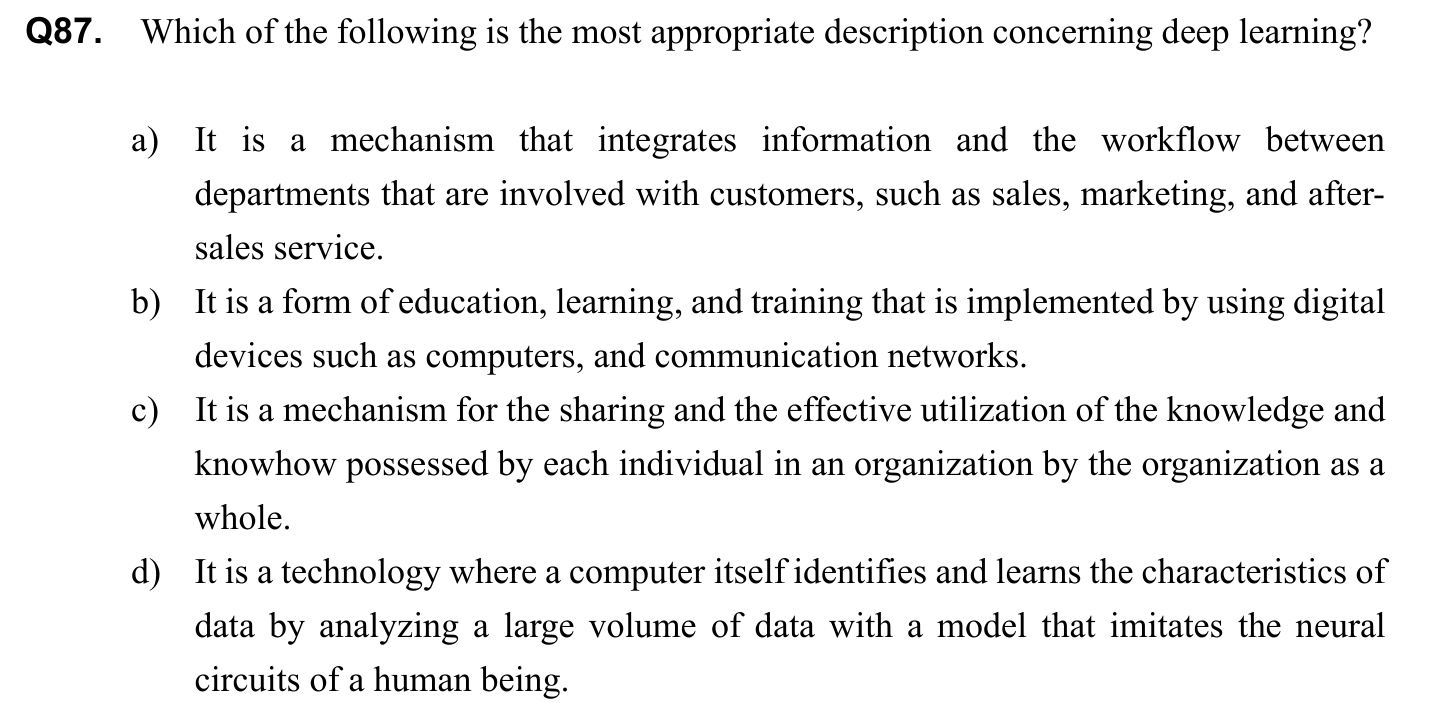 Q87. Which of the following is the most appropriate description concerning deep learning?
a) It is a mechanism that integrates information and the workflow between
departments that are involved with customers, such as sales, marketing, and after-
sales service.
b) It is a form of education, learning, and training that is implemented by using digital
devices such as computers, and communication networks.
c) It is a mechanism for the sharing and the effective utilization of the knowledge and
knowhow possessed by each individual in an organization by the organization as a
whole.
d) It is a technology where a computer itself identifies and learns the characteristics of
data by analyzing a large volume of data with a model that imitates the neural
circuits of a human being.